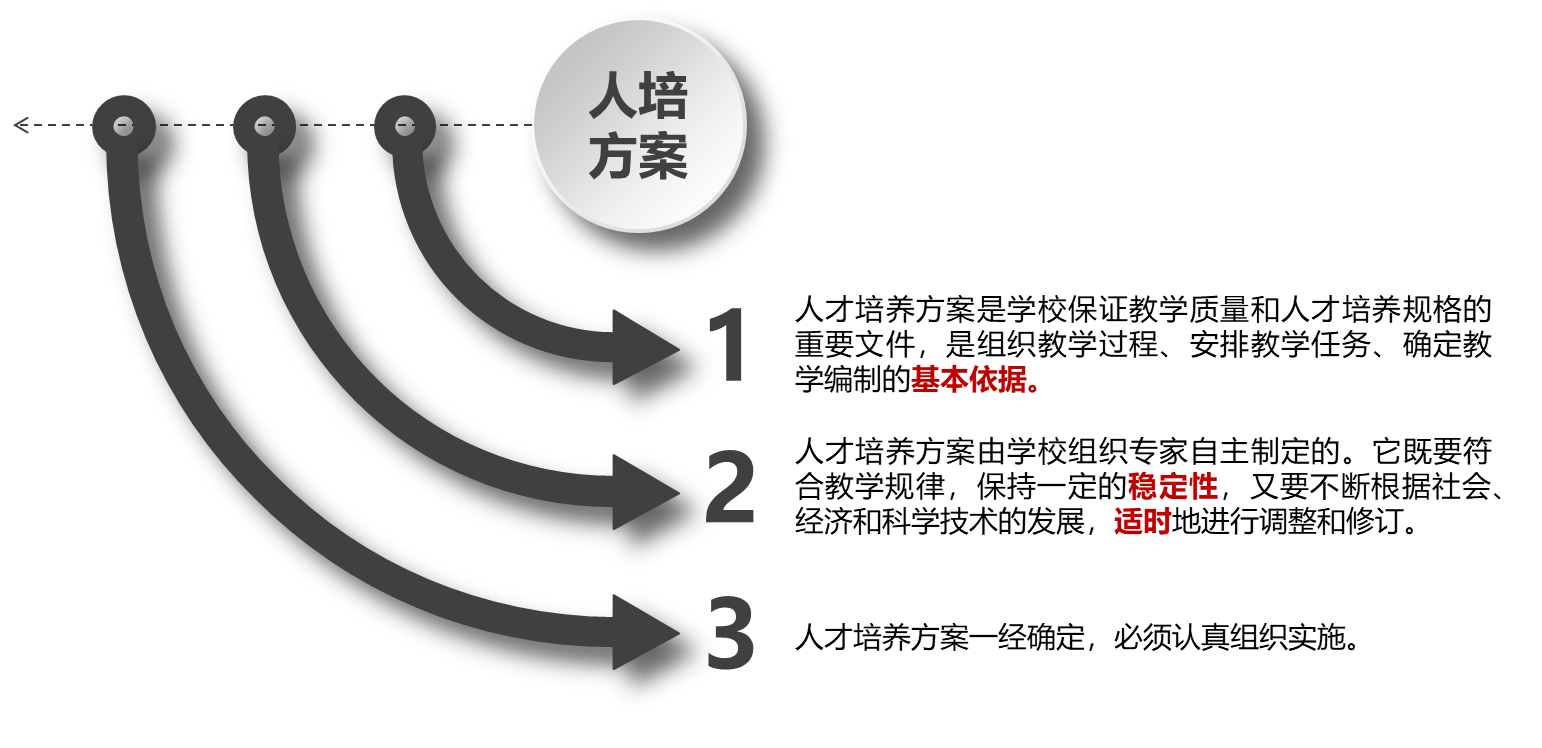 人培
方案
1
人才培养方案是学校保证教学质量和人才培养规格的
重要文件，是组织教学过程、安排教学任务、确定教
学编制的基本依据。
2
人才培养方案由学校组织专家自主制定的。它既要符
合教学规律，保持一定的稳定性，又要不断根据社会、
经济和科学技术的发展，适时地进行调整和修订。
3
人才培养方案一经确定，必须认真组织实施。